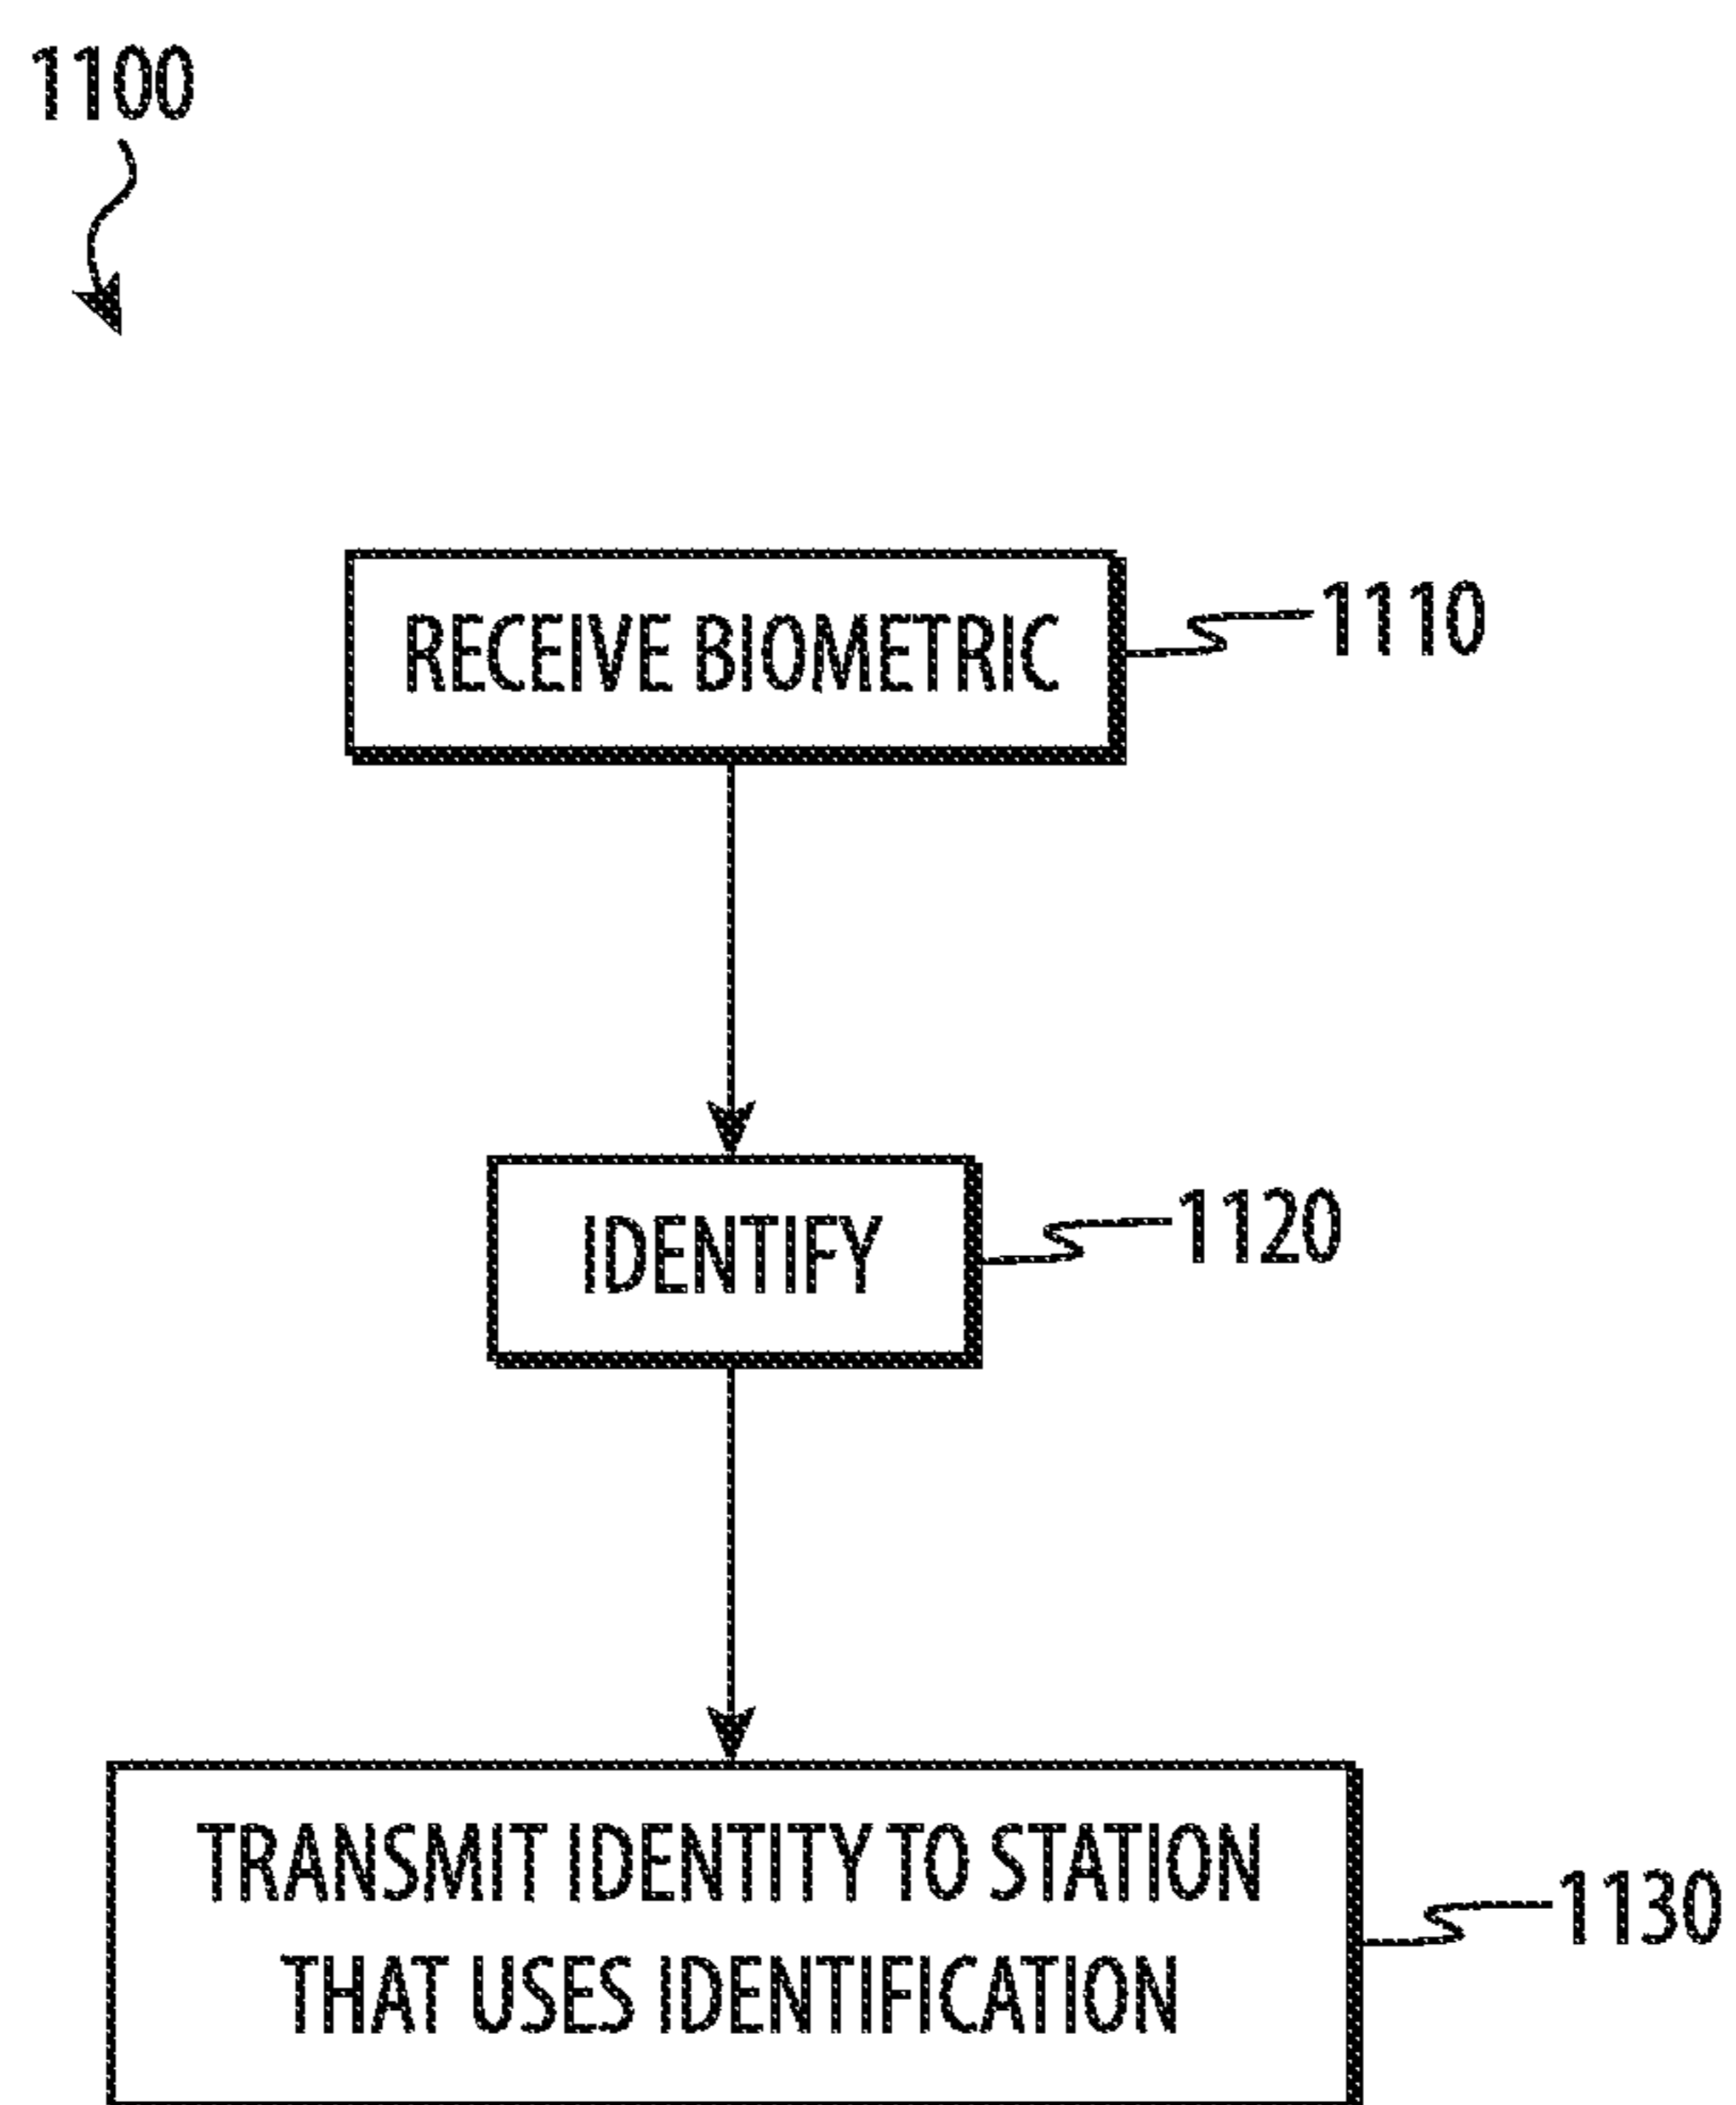 1100
RECEIVE BIOMETRIC
1110
IDENTIFY
1120
TRANSMIT IDENTITY TO STATION
THAT USES IDENTIFICATION
1130